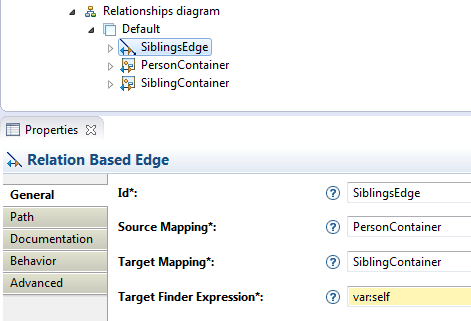 Relationships diagram
Default
SiblingsEdge
PersonContainer
SiblingContainer
Properties
Relation Based Edge
General
Path
Documentation
Behavior
Advanced
Id*: ? SiblingsEdge
Source Mapping*: ? PersonContainer
Target Mapping*: ? SiblingContainer
Target Finder Expression*: ? var:self